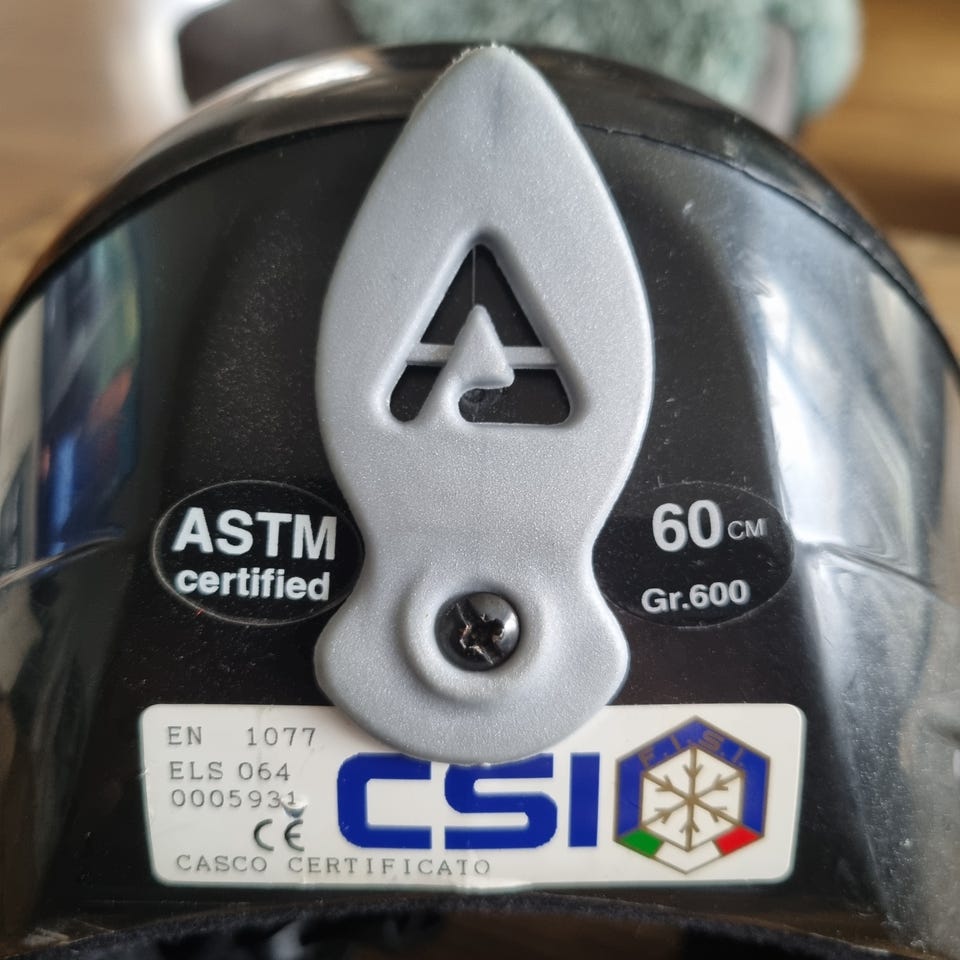 ASTM
certified
60 CM
Gr.600
EN 1077
ELS 064
0005931
CE
CASCO CERTIFICATO
CSI
F.I.S.I.